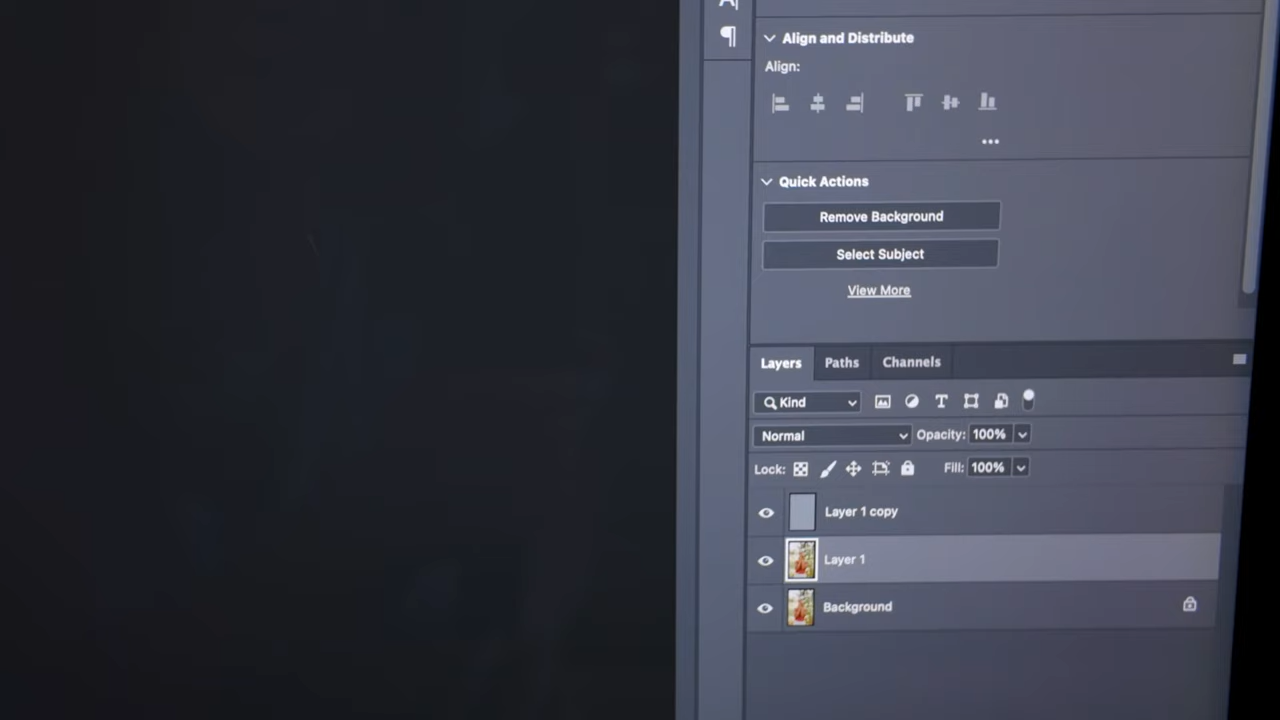 A|
¶
Align and Distribute
Align:
Quick Actions
Remove Background
Select Subject
View More
Layers Paths Channels
Kind
Normal Opacity: 100%
Lock: Fill: 100%
Layer 1 copy
Layer 1
Background